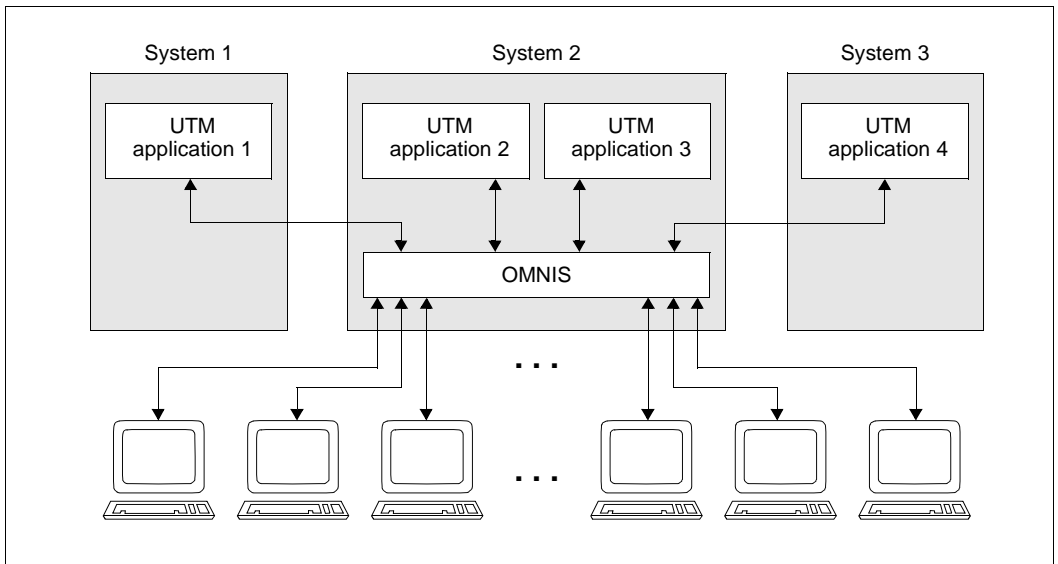 System 1
System 2
System 3
UTM
application 1
UTM
application 2
UTM
application 3
UTM
application 4
OMNIS
. . .
. . .